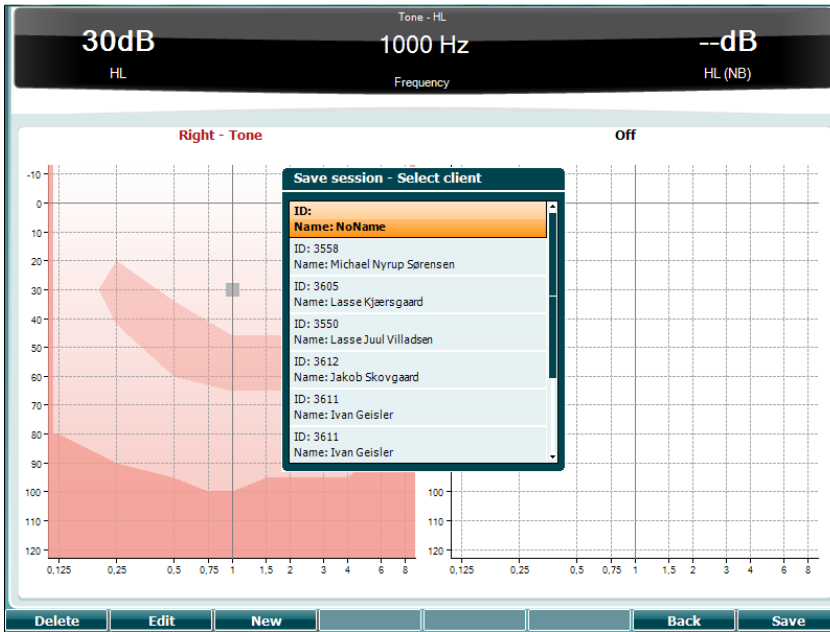 Tone - HL
30dB
1000 Hz
--dB
HL
Frequency
HL (NB)
Right - Tone
Off
Save session - Select client
ID:
Name: NoName
ID: 3558
Name: Michael Nyrup Sørensen
ID: 3605
Name: Lasse Kjærsgaard
ID: 3550
Name: Lasse Juul Villadsen
ID: 3612
Name: Jakob Skovgaard
ID: 3611
Name: Ivan Geisler
ID: 3611
Name: Ivan Geisler
-10
0
10
20
30
40
50
60
70
80
90
100
110
120
0,125 0,25 0,5 0,75 1 1,5 2 3 4 6 8
100
110
120
0,125 0,25 0,5 0,75 1 1,5 2 3 4 6 8
Delete Edit New Back Save